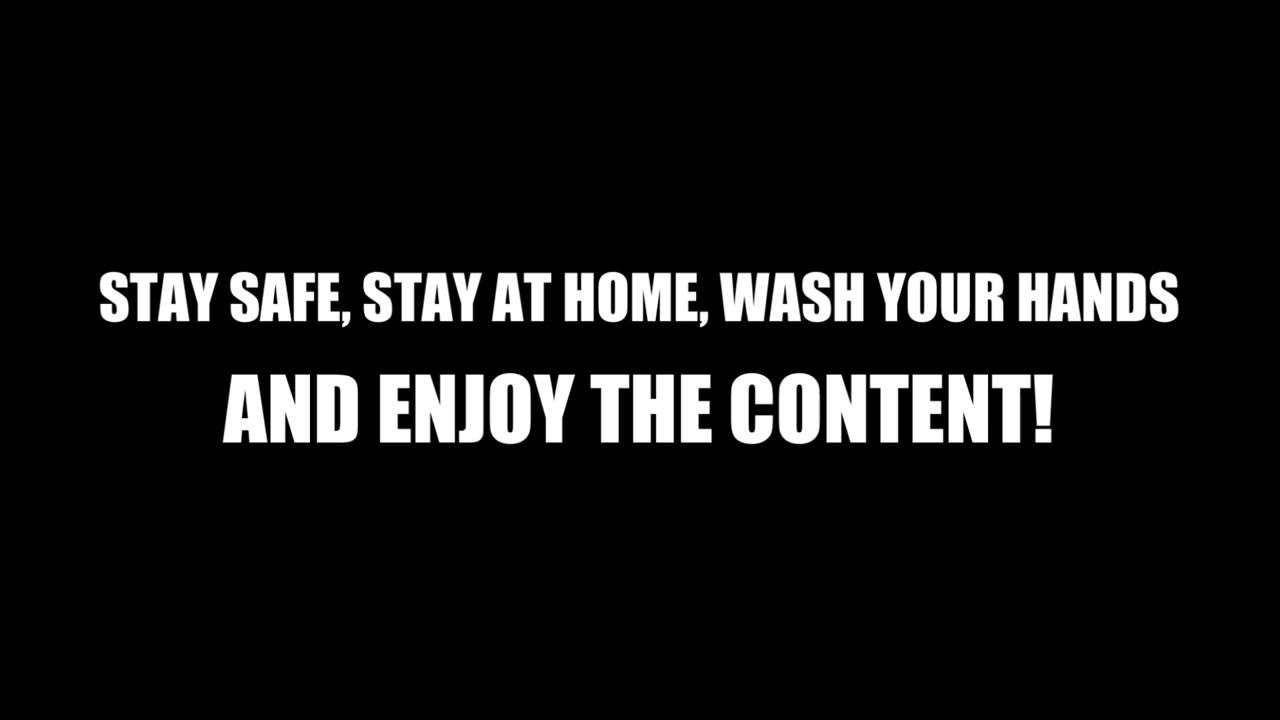 STAY SAFE, STAY AT HOME, WASH YOUR HANDS
AND ENJOY THE CONTENT!